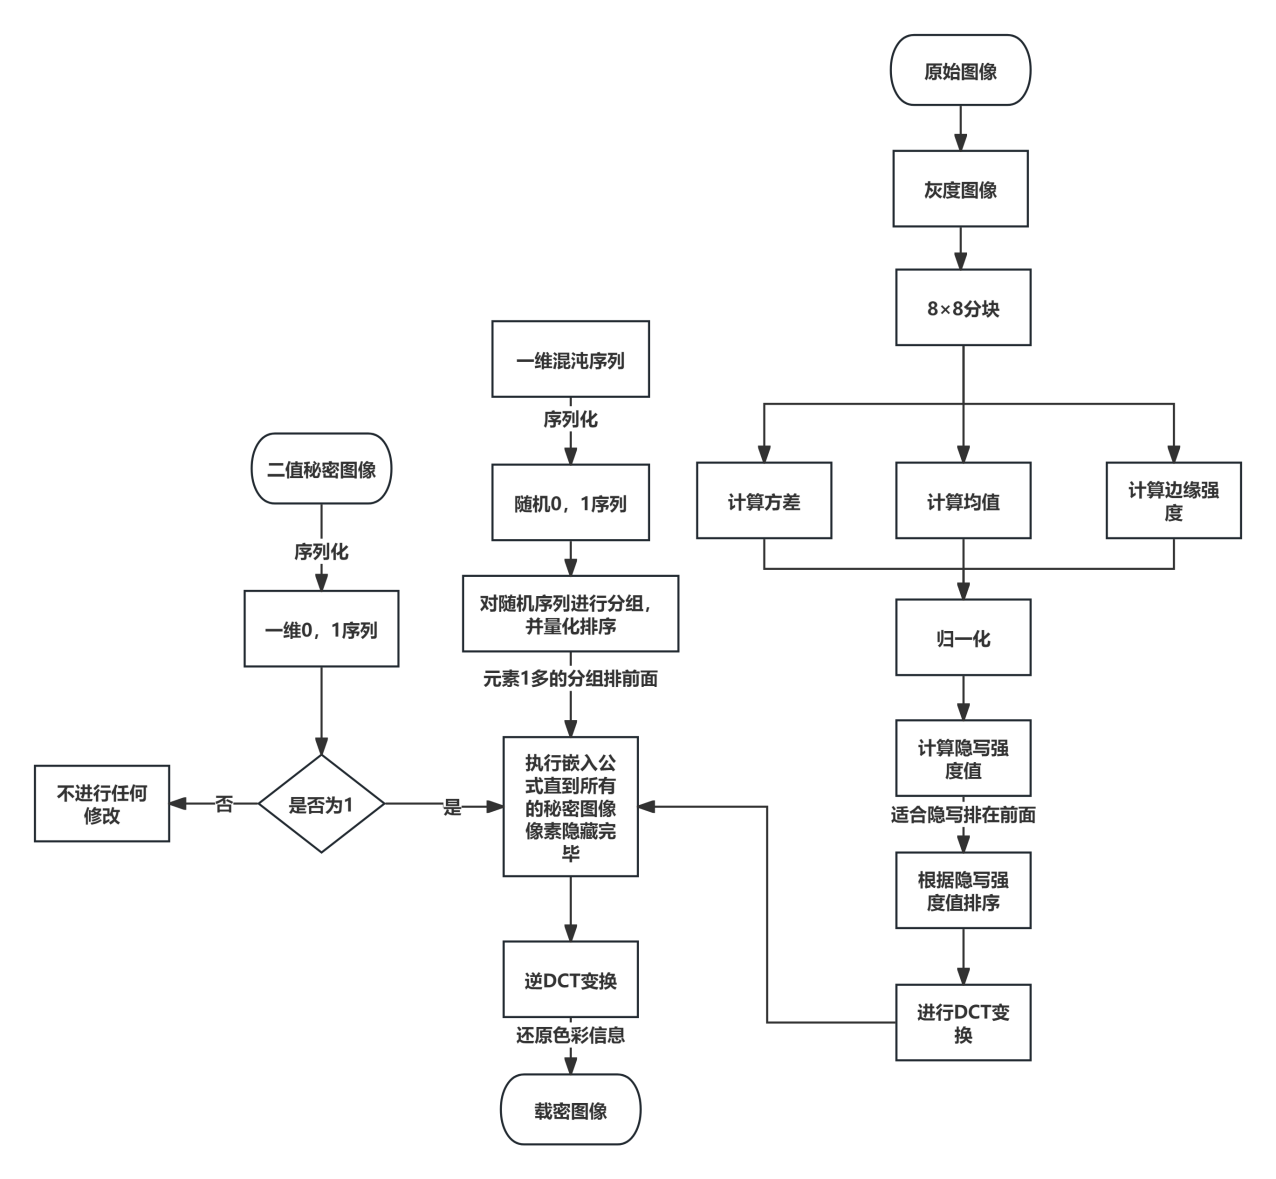 原始图像
灰度图像
8×8分块
一维混沌序列
序列化
二值秘密图像
随机0，1序列
计算方差
计算均值
计算边缘强
度
序列化
对随机序列进行分组，
并量化排序
一维0，1序列
归一化
元素1多的分组排前面
计算隐写强
度值
执行嵌入公
式直到所有
的秘密图像
像素隐藏完
毕
不进行任何
修改
否
是否为1
是
适合隐写排在前面
根据隐写强
度值排序
逆DCT变换
进行DCT变
换
还原色彩信息
载密图像